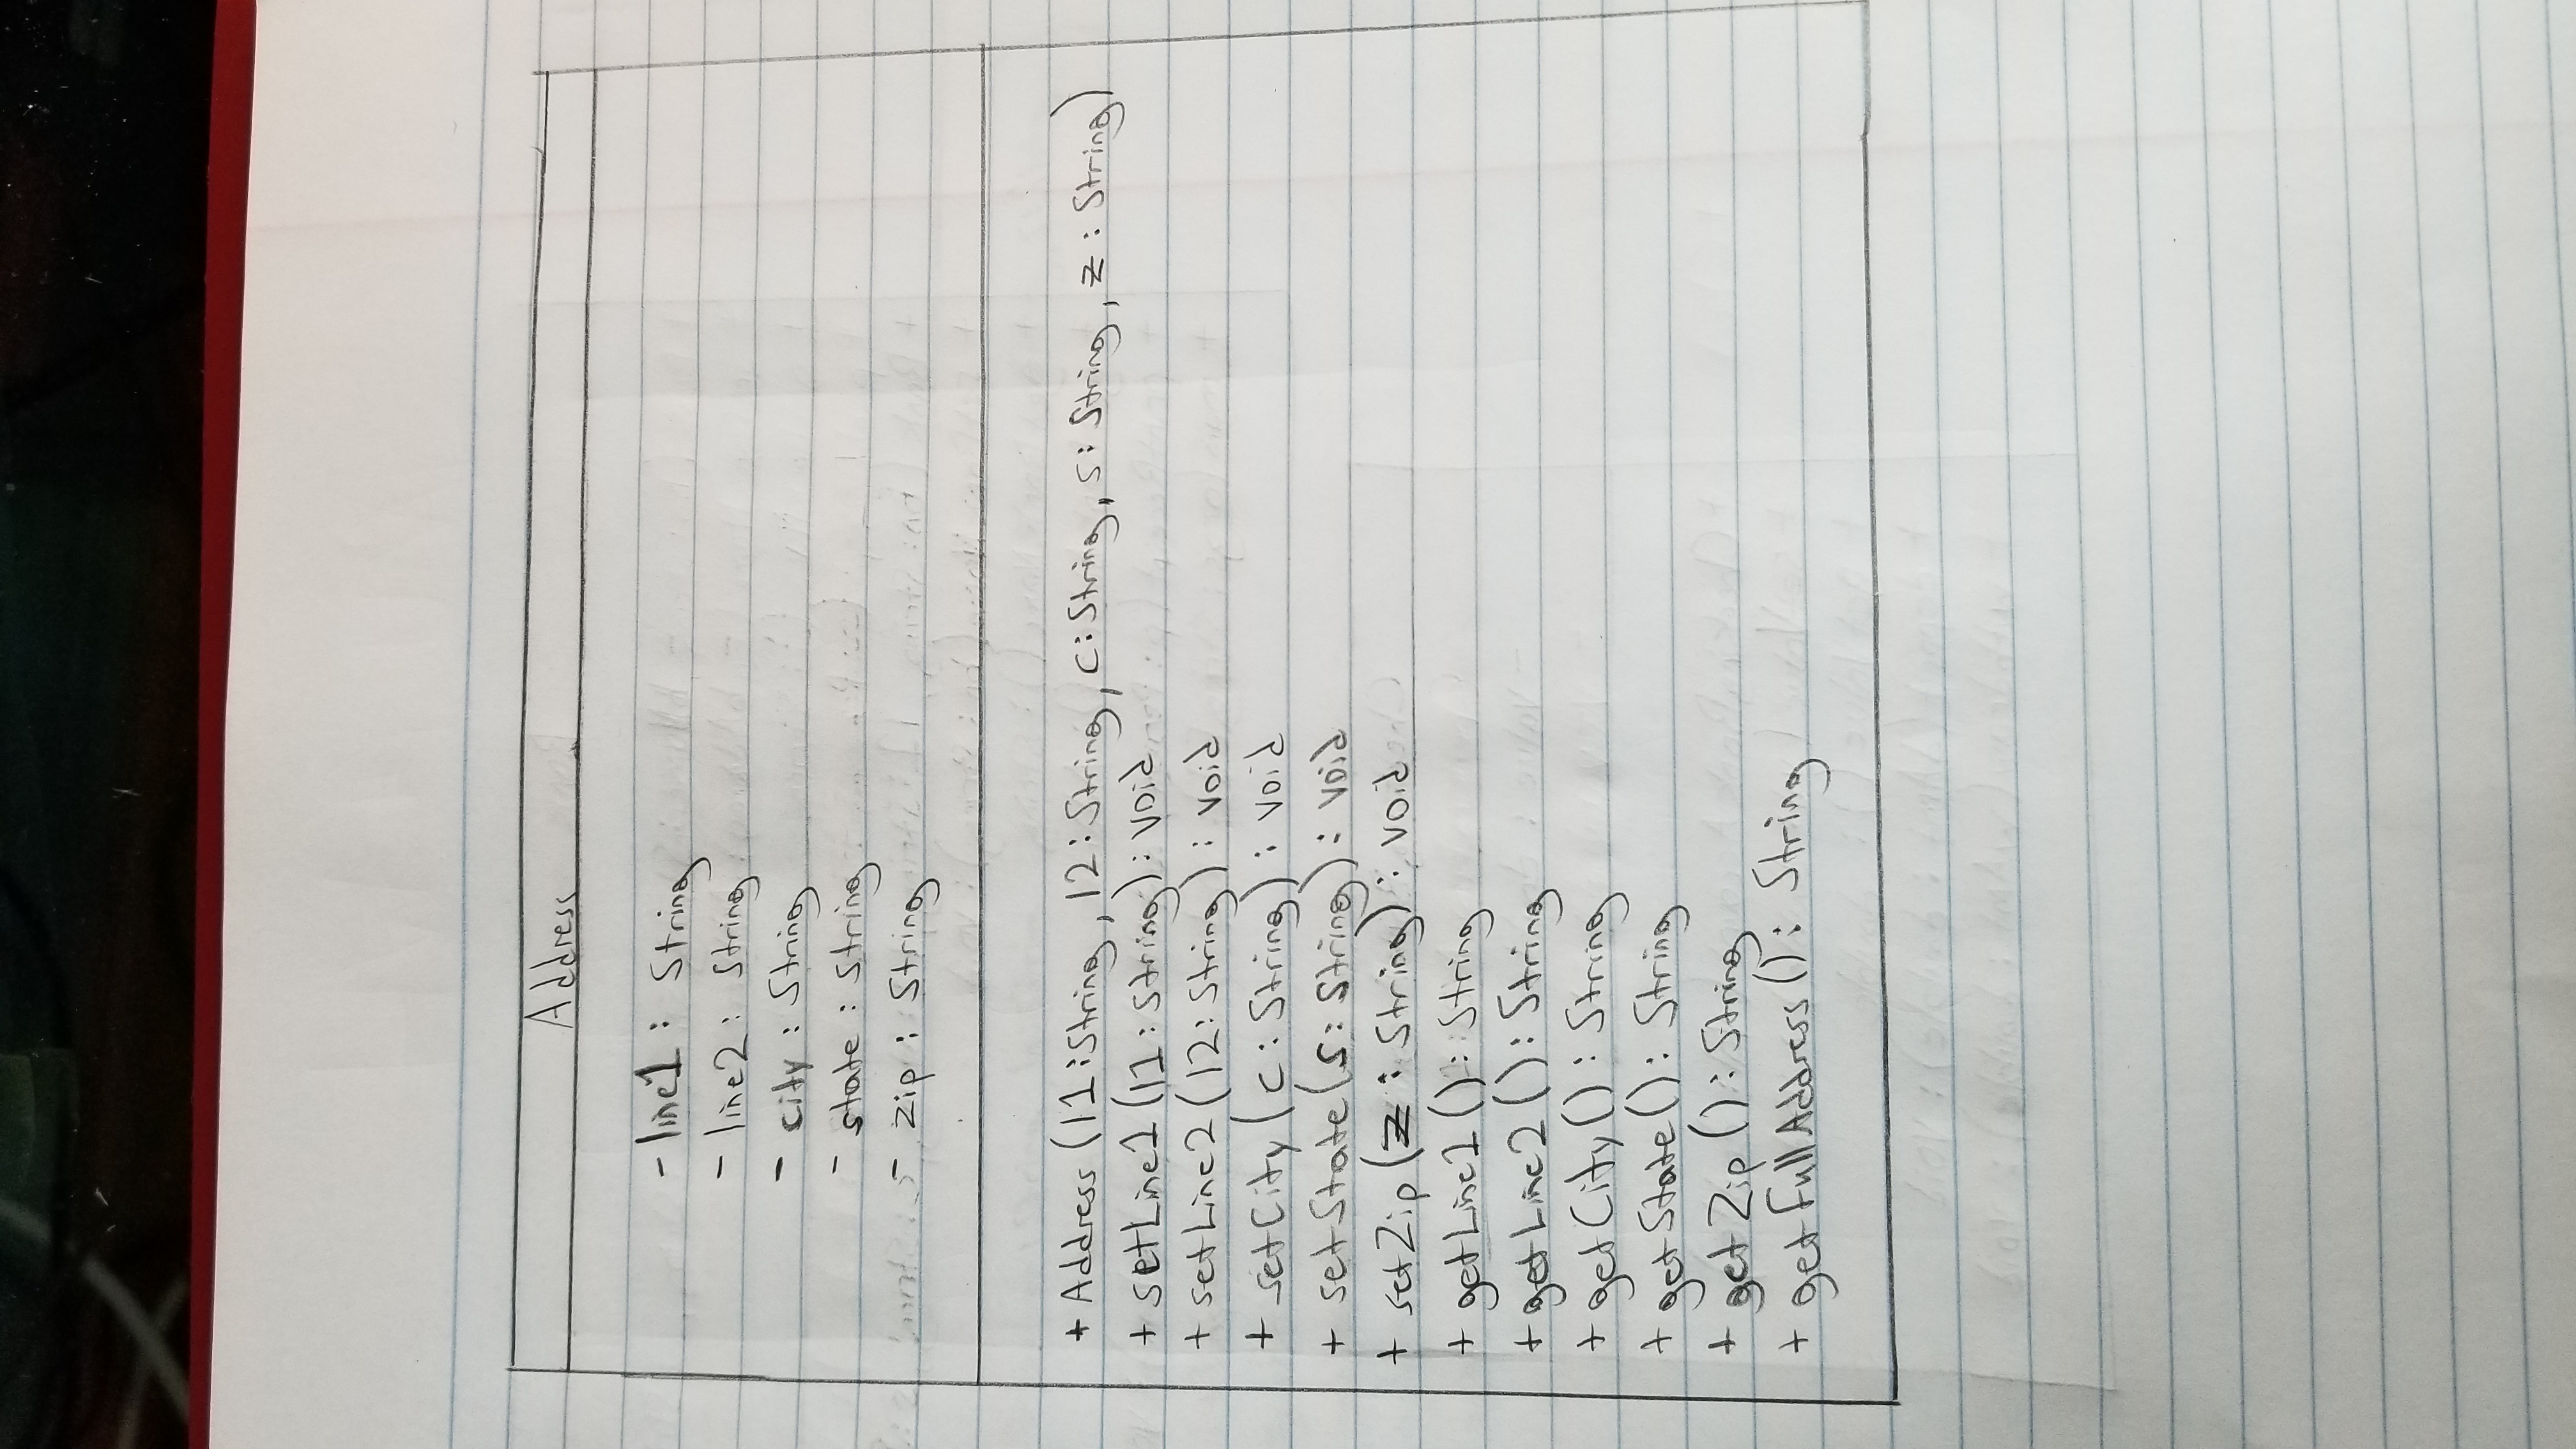 Address
- line1 : String
- line2 : String
- city : String
- state : String
- zip : String
+ Address (l1 : String, l2 : String, c : String, s : String, z : String)
+ setLine1 (l1 : String) : void
+ setLine2 (l2 : String) : void
+ setCity (c : String) : void
+ setState (s : String) : void
+ setZip (z : String) : void
+ getLine1 () : String
+ getLine2 () : String
+ getCity () : String
+ getState () : String
+ getZip () : String
+ getFullAddress () : String